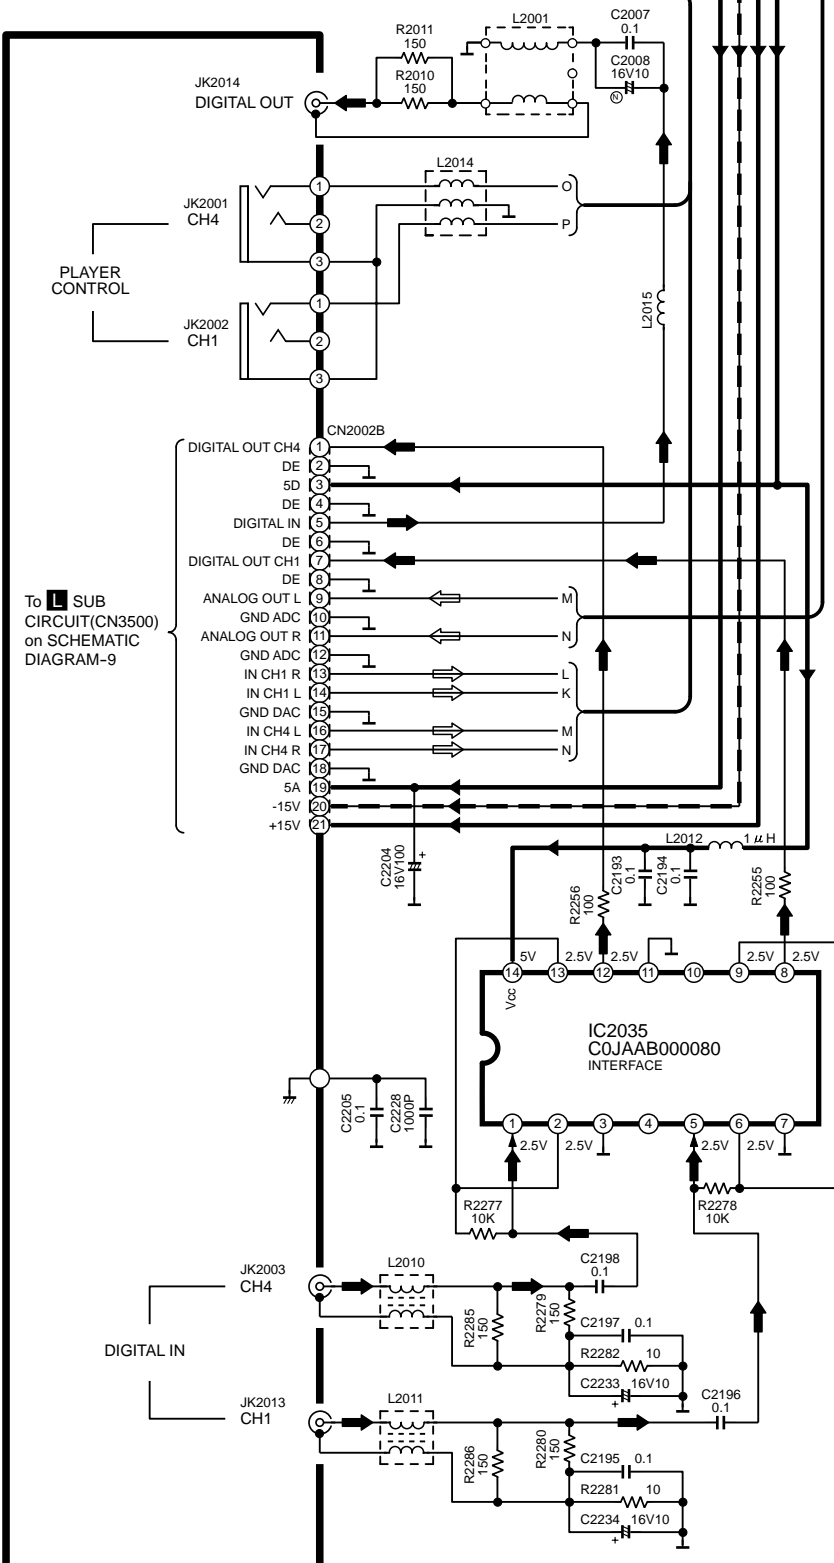 R2011
150
L2001
C2007
0.1
JK2014
DIGITAL OUT
R2010
150
C2008
16V10
N
L2014
JK2001
CH4
1
2
3
O
P
PLAYER
CONTROL
JK2002
CH1
1
2
3
L2015
CN2002B
DIGITAL OUT CH4 1
DE 2
5D 3
DE 4
DIGITAL IN 5
DE 6
DIGITAL OUT CH1 7
DE 8
ANALOG OUT L 9 M
GND ADC 10
ANALOG OUT R 11 N
GND ADC 12
IN CH1 R 13 L
IN CH1 L 14 K
GND DAC 15
IN CH4 L 16 M
IN CH4 R 17 N
GND DAC 18
5A 19
-15V 20
+15V 21
To L SUB
CIRCUIT(CN3500)
on SCHEMATIC
DIAGRAM-9
C2204
16V100
+
L2012 1 µ H
C2193
0.1
C2194
0.1
R2256
100
R2255
100
5V 2.5V 2.5V 2.5V 2.5V
14 13 12 11 10 9 8
Vcc
IC2035
C0JAAB000080
INTERFACE
1 2 3 4 5 6 7
2.5V 2.5V 2.5V 2.5V
C2205
0.1
C2228
1000P
R2277
10K
R2278
10K
JK2003
CH4
L2010
C2198
0.1
R2285
150
R2279
150
C2197 0.1
R2282 10
C2233 16V10
+
DIGITAL IN
JK2013
CH1
L2011
C2196
0.1
R2286
150
R2280
150
C2195 0.1
R2281 10
C2234 16V10
+